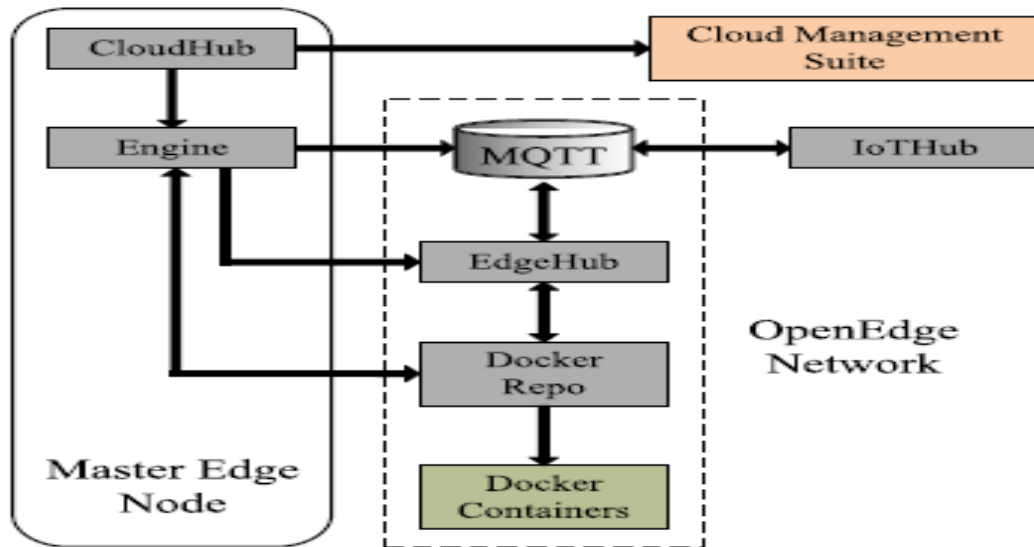 CloudHub
Cloud Management
Suite
Engine
MQTT
IoTHub
EdgeHub
OpenEdge
Network
Docker
Repo
Master Edge
Node
Docker
Containers